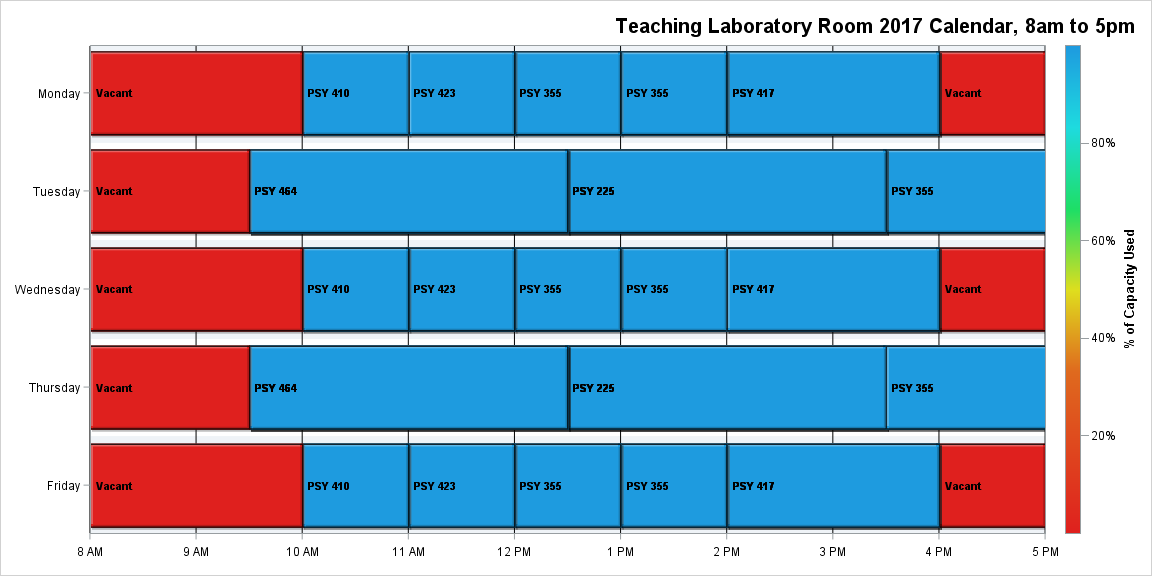 Teaching Laboratory Room 2017 Calendar, 8am to 5pm
Monday
Vacant
PSY 410
PSY 423
PSY 355
PSY 355
PSY 417
Vacant
Tuesday
Vacant
PSY 464
PSY 225
PSY 355
Wednesday
Vacant
PSY 410
PSY 423
PSY 355
PSY 355
PSY 417
Vacant
Thursday
Vacant
PSY 464
PSY 225
PSY 355
Friday
Vacant
PSY 410
PSY 423
PSY 355
PSY 355
PSY 417
Vacant
8 AM
9 AM
10 AM
11 AM
12 PM
1 PM
2 PM
3 PM
4 PM
5 PM
80%
60%
40%
20%
% of Capacity Used